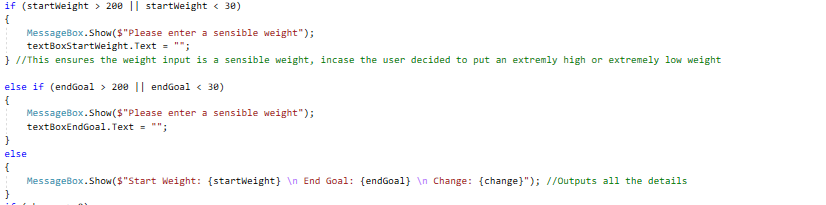 if (startWeight > 200 || startWeight < 30)
{
MessageBox.Show($"Please enter a sensible weight");
textBoxStartWeight.Text = "";
} //This ensures the weight input is a sensible weight, incase the user decided to put an extremly high or extremely low weight
else if (endGoal > 200 || endGoal < 30)
{
MessageBox.Show($"Please enter a sensible weight");
textBoxEndGoal.Text = "";
}
else
{
MessageBox.Show($"Start Weight: {startWeight} \n End Goal: {endGoal} \n Change: {change}"); //Outputs all the details
}